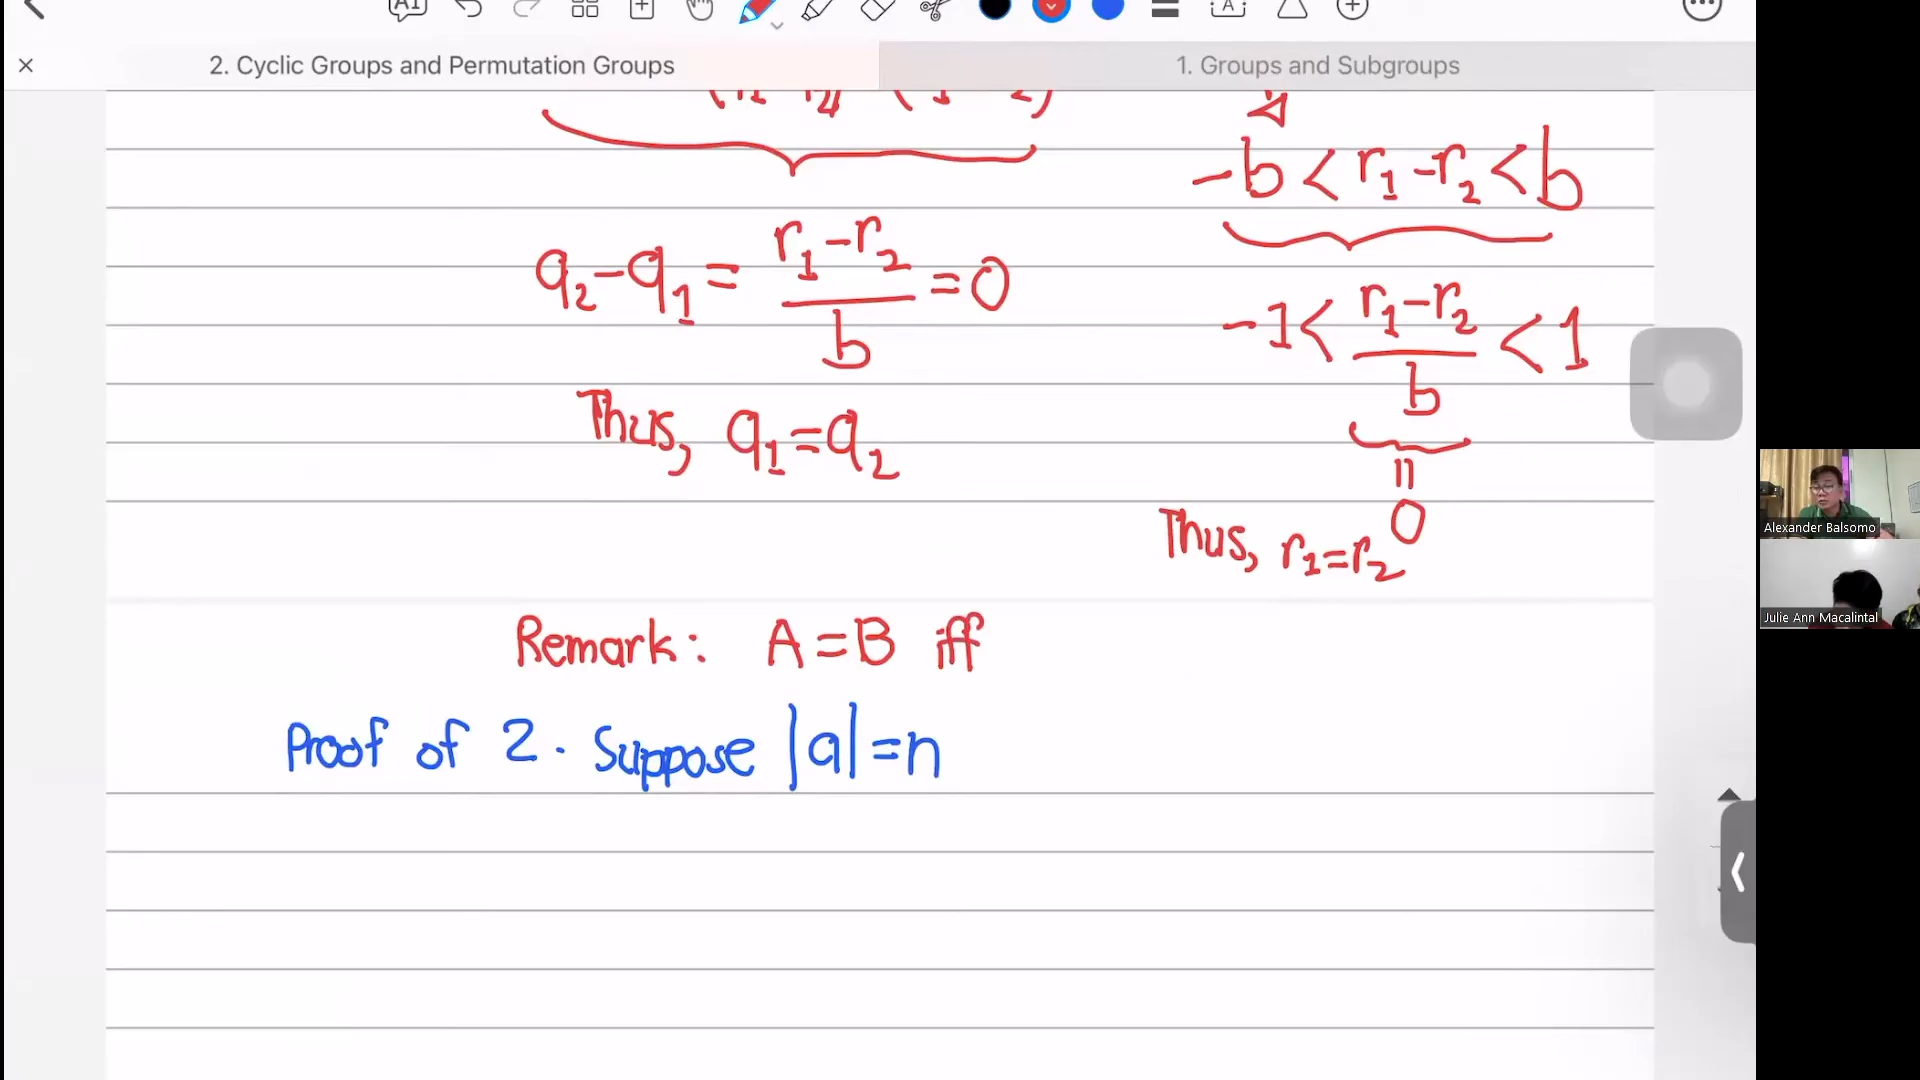 2. Cyclic Groups and Permutation Groups
1. Groups and Subgroups
-b < r₁-r₂ < b
q₂-q₁ = (r₁-r₂)/b = 0
-1 < (r₁-r₂)/b < 1
Thus, q₁=q₂
= 0
Thus, r₁=r₂
Remark: A=B iff
Proof of 2. Suppose |a|=n
Alexander Balsomo
Julie Ann Macalintal